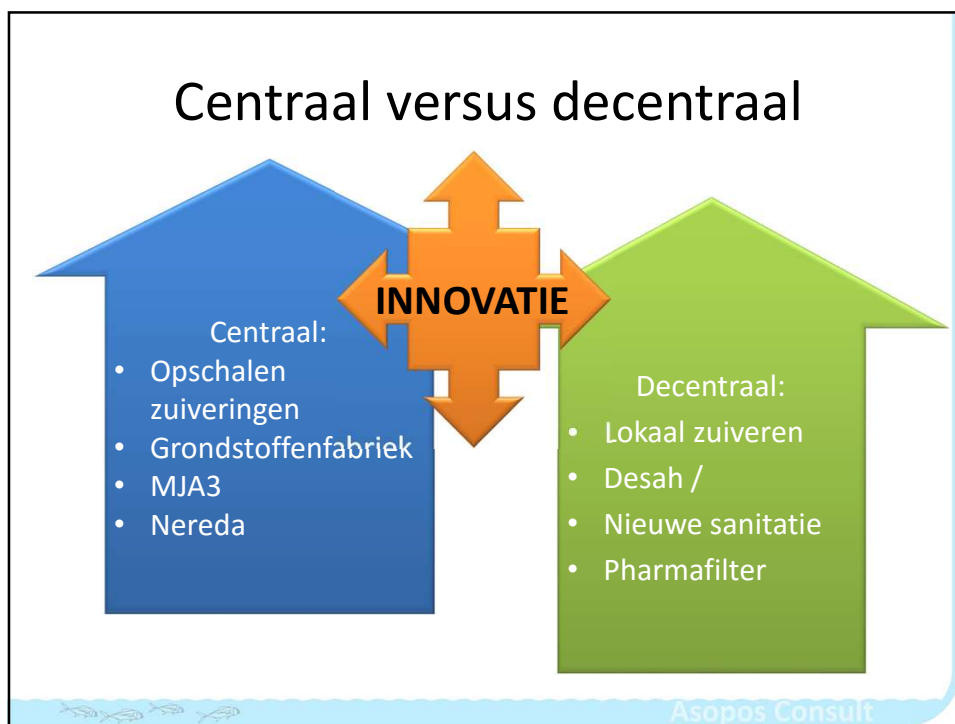 Centraal versus decentraal
INNOVATIE
Centraal:
• Opschalen
zuiveringen
• Grondstoffenfabriek
• MJA3
• Nereda
Decentraal:
• Lokaal zuiveren
• Desah /
• Nieuwe sanitatie
• Pharmafilter
Asopos Consult